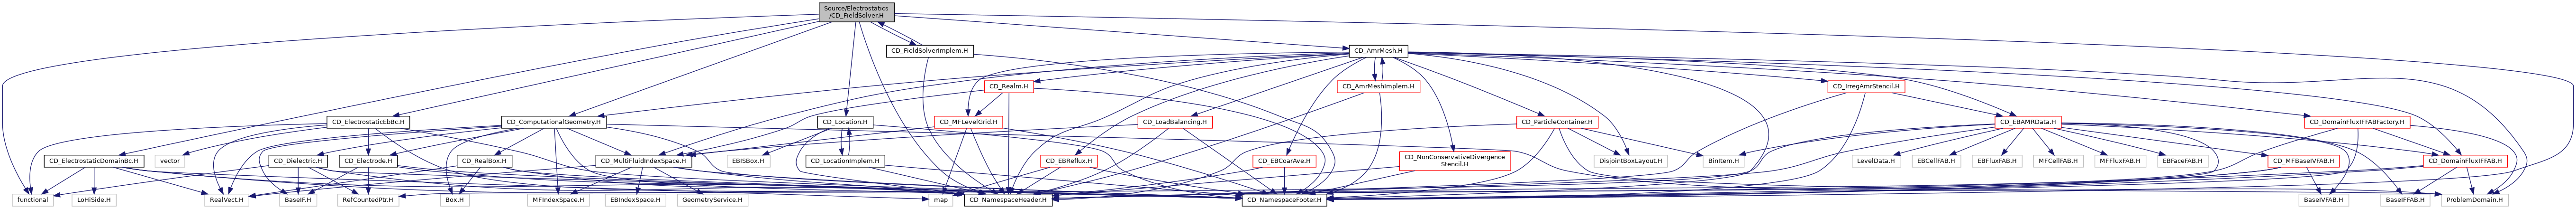 Source/Electrostatics
/CD_FieldSolver.H
CD_FieldSolverImplem.H
CD_AmrMesh.H
CD_Realm.H
CD_AmrMeshImplem.H
CD_IrregAmrStencil.H
CD_ElectrostaticEbBc.H
CD_ComputationalGeometry.H
CD_Location.H
CD_MFLevelGrid.H
CD_LoadBalancing.H
CD_ParticleContainer.H
CD_EBAMRData.H
CD_DomainFluxIFFABFactory.H
CD_ElectrostaticDomainBc.H
vector
CD_Dielectric.H
CD_Electrode.H
CD_RealBox.H
CD_MultiFluidIndexSpace.H
EBISBox.H
CD_LocationImplem.H
CD_EBReflux.H
CD_EBCoarAve.H
CD_NonConservativeDivergence
Stencil.H
DisjointBoxLayout.H
BinItem.H
LevelData.H
EBCellFAB.H
EBFluxFAB.H
MFCellFAB.H
MFFluxFAB.H
EBFaceFAB.H
CD_MFBaseIVFAB.H
CD_DomainFluxIFFAB.H
functional
LoHiSide.H
RealVect.H
BaseIF.H
RefCountedPtr.H
Box.H
MFIndexSpace.H
EBIndexSpace.H
GeometryService.H
map
CD_NamespaceHeader.H
CD_NamespaceFooter.H
BaseIVFAB.H
BaseIFFAB.H
ProblemDomain.H